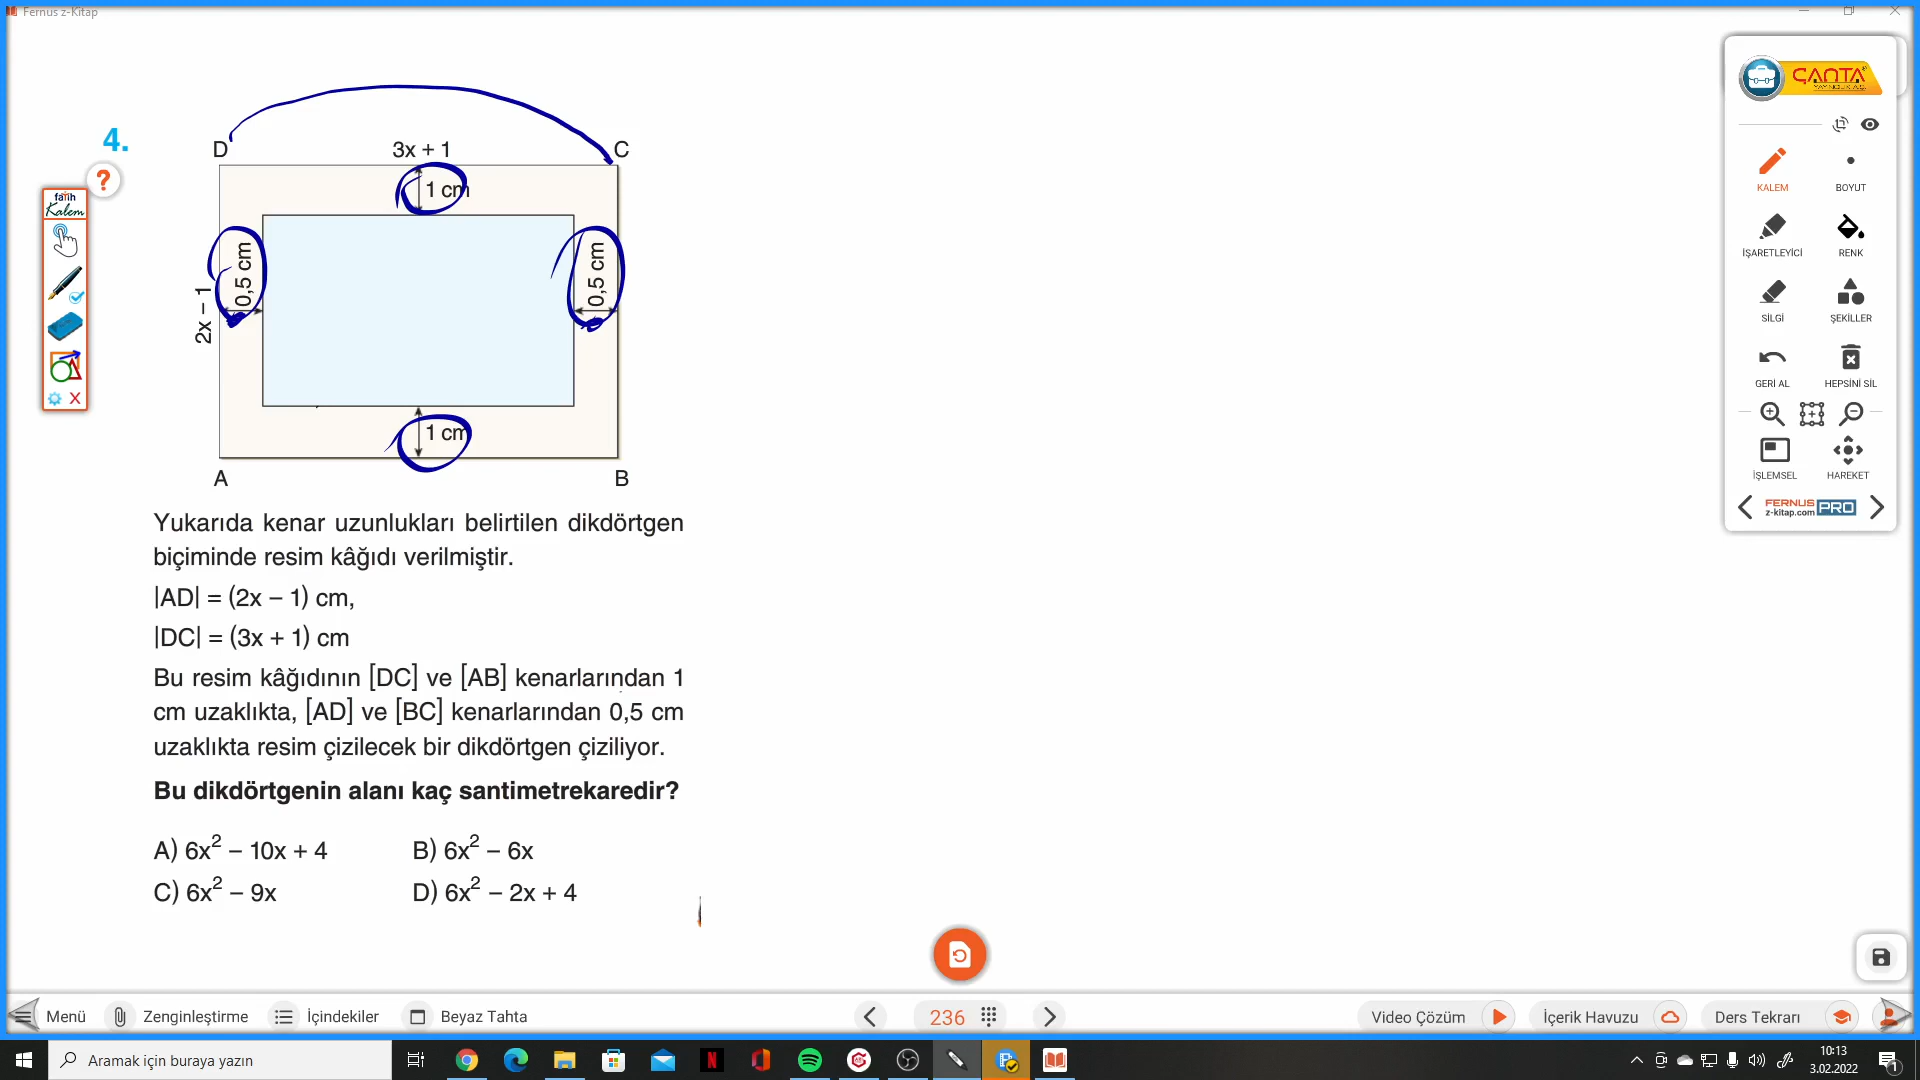 Fernus z-Kitap
4.
D
3x + 1
C
1 cm
0,5 cm
0,5 cm
2x – 1
1 cm
A
B
Yukarıda kenar uzunlukları belirtilen dikdörtgen
biçiminde resim kâğıdı verilmiştir.
|AD| = (2x – 1) cm,
|DC| = (3x + 1) cm
Bu resim kâğıdının [DC] ve [AB] kenarlarından 1
cm uzaklıkta, [AD] ve [BC] kenarlarından 0,5 cm
uzaklıkta resim çizilecek bir dikdörtgen çiziliyor.
Bu dikdörtgenin alanı kaç santimetrekaredir?
A) 6x² – 10x + 4
B) 6x² – 6x
C) 6x² – 9x
D) 6x² – 2x + 4
?
fatih
Kalem
ÇANTA
YAYINCILIK A.Ş.
KALEM
BOYUT
İŞARETLEYİCİ
RENK
SİLGİ
ŞEKİLLER
GERİ AL
HEPSİNİ SİL
İŞLEMSEL
HAREKET
FERNUS
z-kitap.com
PRO
Menü
Zenginleştirme
İçindekiler
Beyaz Tahta
236
Video Çözüm
İçerik Havuzu
Ders Tekrarı
Aramak için buraya yazın
10:13
3.02.2022
1